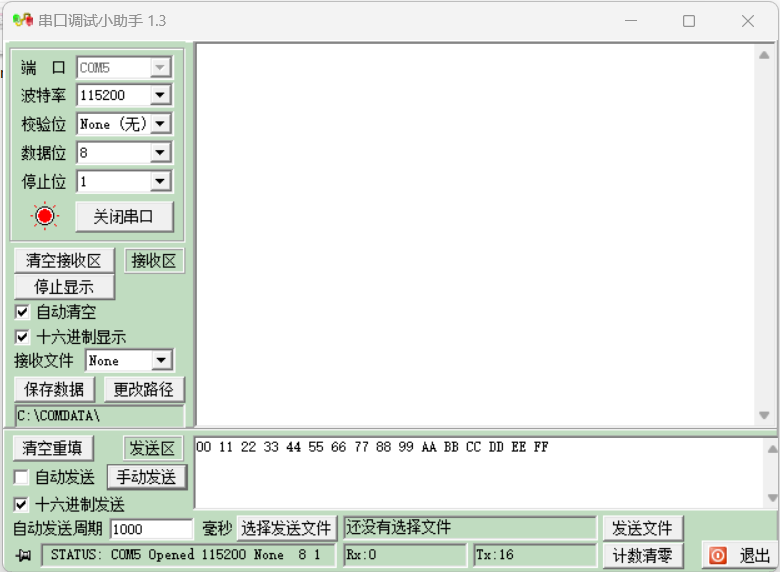 串口调试小助手 1.3
端 口 COM5
波特率 115200
校验位 None (无)
数据位 8
停止位 1
关闭串口
清空接收区 接收区
停止显示
自动清空
十六进制显示
接收文件 None
保存数据 更改路径
C:\COMDATA\
清空重填 发送区
00 11 22 33 44 55 66 77 88 99 AA BB CC DD EE FF
自动发送 手动发送
十六进制发送
自动发送周期 1000 毫秒 选择发送文件 还没有选择文件 发送文件
STATUS: COM5 Opened 115200 None 8 1 Rx:0 Tx:16 计数清零 退出